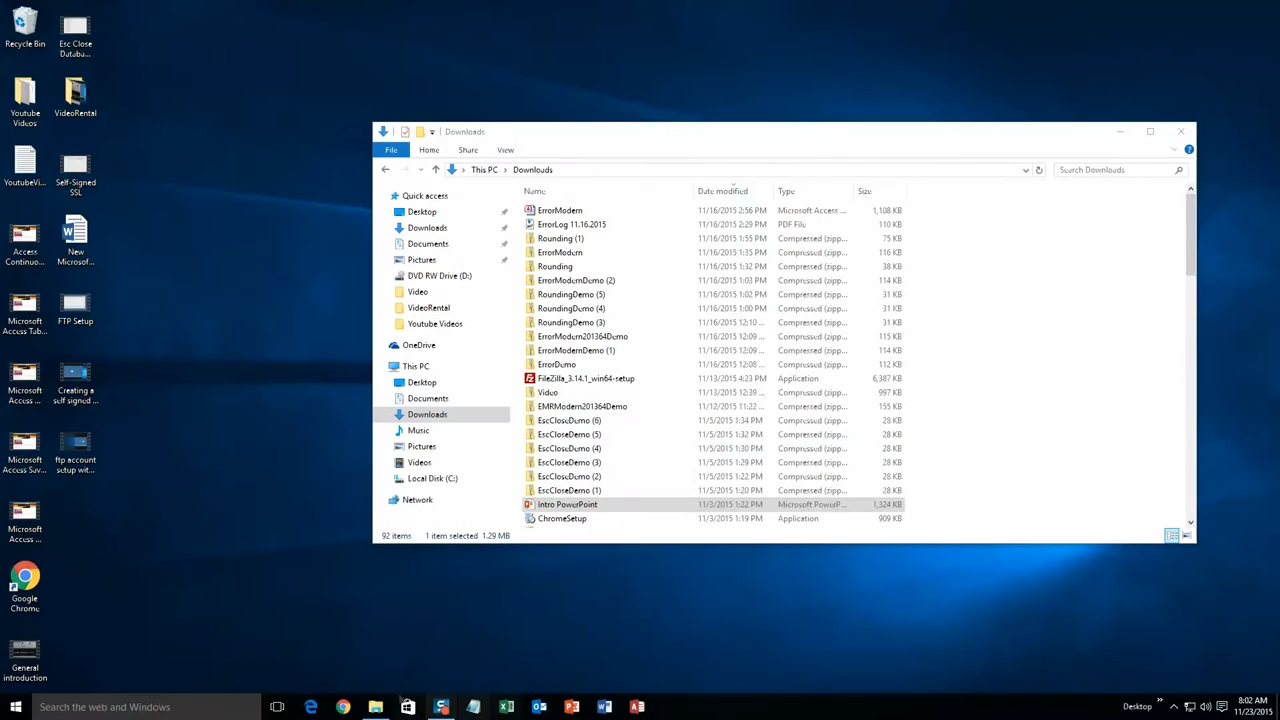 Recycle Bin
Esc Close
Databa...
Youtube
Videos
VideoRental
YoutubeVi...
Self-Signed
SSL
Access
Continuo...
New
Microsof...
Microsoft
Access Tab...
FTP Setup
Microsoft
Access ...
Creating a
self signed ...
Microsoft
Access Sav...
ftp account
setup wit...
Microsoft
Access ...
Google
Chrome
General
introduction
Downloads
File
Home
Share
View
This PC
Downloads
Search Downloads
Quick access
Desktop
Downloads
Documents
Pictures
DVD RW Drive (D:)
Video
VideoRental
Youtube Videos
OneDrive
This PC
Desktop
Documents
Downloads
Music
Pictures
Videos
Local Disk (C:)
Network
Name Date modified Type Size
ErrorModern 11/16/2015 2:56 PM Microsoft Access ... 1,108 KB
ErrorLog 11.16.2015 11/16/2015 2:29 PM PDF File 110 KB
Rounding (1) 11/16/2015 1:55 PM Compressed (zipp... 75 KB
ErrorModern 11/16/2015 1:35 PM Compressed (zipp... 116 KB
Rounding 11/16/2015 1:32 PM Compressed (zipp... 38 KB
ErrorModernDemo (2) 11/16/2015 1:03 PM Compressed (zipp... 114 KB
RoundingDemo (5) 11/16/2015 1:02 PM Compressed (zipp... 31 KB
RoundingDemo (4) 11/16/2015 1:00 PM Compressed (zipp... 31 KB
RoundingDemo (3) 11/16/2015 12:10 ... Compressed (zipp... 31 KB
ErrorModern201364Demo 11/16/2015 12:09 ... Compressed (zipp... 115 KB
ErrorModernDemo (1) 11/16/2015 12:09 ... Compressed (zipp... 114 KB
ErrorDemo 11/16/2015 12:08 ... Compressed (zipp... 112 KB
FileZilla_3.14.1_win64-setup 11/13/2015 4:23 PM Application 6,387 KB
Video 11/13/2015 12:39 ... Compressed (zipp... 997 KB
EMRModern201364Demo 11/12/2015 11:22 ... Compressed (zipp... 155 KB
EscCloseDemo (6) 11/5/2015 1:34 PM Compressed (zipp... 28 KB
EscCloseDemo (5) 11/5/2015 1:32 PM Compressed (zipp... 28 KB
EscCloseDemo (4) 11/5/2015 1:30 PM Compressed (zipp... 28 KB
EscCloseDemo (3) 11/5/2015 1:29 PM Compressed (zipp... 28 KB
EscCloseDemo (2) 11/5/2015 1:22 PM Compressed (zipp... 28 KB
EscCloseDemo (1) 11/5/2015 1:20 PM Compressed (zipp... 28 KB
Intro PowerPoint 11/3/2015 1:22 PM Microsoft PowerP... 1,324 KB
ChromeSetup 11/3/2015 1:19 PM Application 909 KB
92 items 1 item selected 1.29 MB
Search the web and Windows
Desktop
8:02 AM
11/23/2015